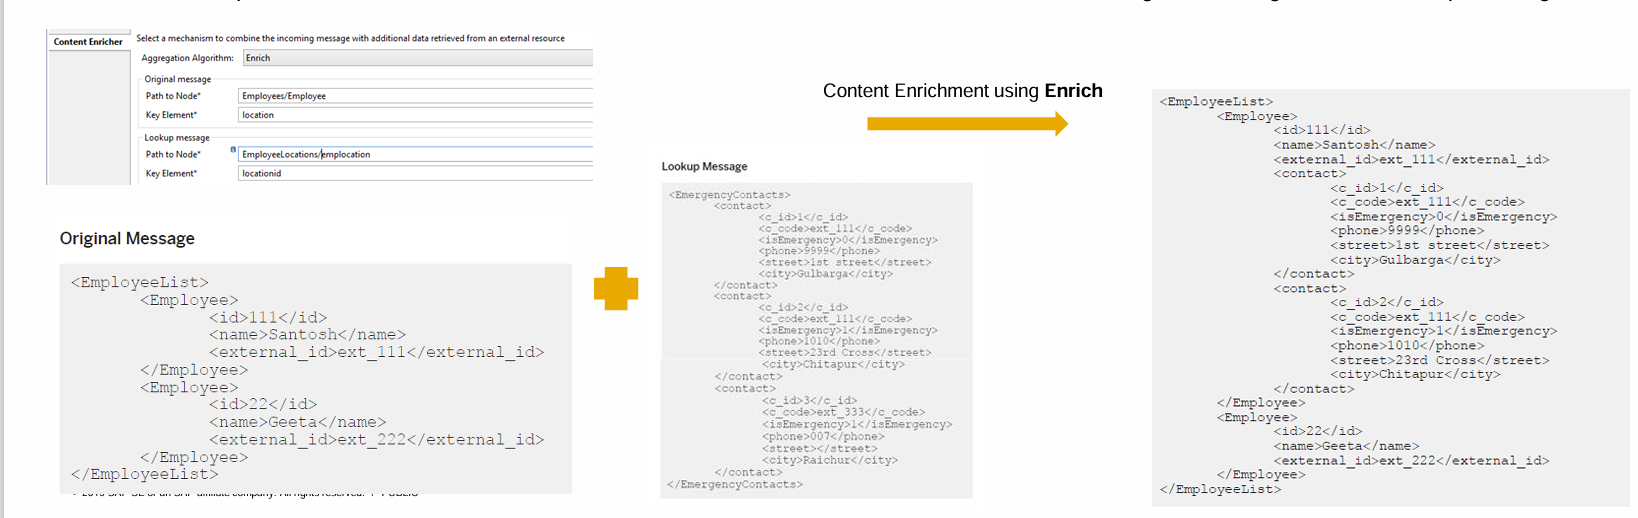 Content Enricher
Select a mechanism to combine the incoming message with additional data retrieved from an external resource
Aggregation Algorithm: Enrich
Original message
Path to Node* Employees/Employee
Key Element* location
Lookup message
Path to Node* EmployeeLocations/emplocation
Key Element* locationid
Original Message
<EmployeeList>
<Employee>
<id>111</id>
<name>Santosh</name>
<external_id>ext_111</external_id>
</Employee>
<Employee>
<id>22</id>
<name>Geeta</name>
<external_id>ext_222</external_id>
</Employee>
</EmployeeList>
Content Enrichment using Enrich
Lookup Message
<EmergencyContacts>
<contact>
<c_id>1</c_id>
<c_code>ext_111</c_code>
<isEmergency>0</isEmergency>
<phone>9999</phone>
<street>1st street</street>
<city>Gulbarga</city>
</contact>
<contact>
<c_id>2</c_id>
<c_code>ext_111</c_code>
<isEmergency>1</isEmergency>
<phone>1010</phone>
<street>23rd Cross</street>
<city>Chitapur</city>
</contact>
<contact>
<c_id>3</c_id>
<c_code>ext_333</c_code>
<isEmergency>1</isEmergency>
<phone>007</phone>
<street></street>
<city>Raichur</city>
</contact>
</EmergencyContacts>
<EmployeeList>
<Employee>
<id>111</id>
<name>Santosh</name>
<external_id>ext_111</external_id>
<contact>
<c_id>1</c_id>
<c_code>ext_111</c_code>
<isEmergency>0</isEmergency>
<phone>9999</phone>
<street>1st street</street>
<city>Gulbarga</city>
</contact>
<contact>
<c_id>2</c_id>
<c_code>ext_111</c_code>
<isEmergency>1</isEmergency>
<phone>1010</phone>
<street>23rd Cross</street>
<city>Chitapur</city>
</contact>
</Employee>
<Employee>
<id>22</id>
<name>Geeta</name>
<external_id>ext_222</external_id>
</Employee>
</EmployeeList>